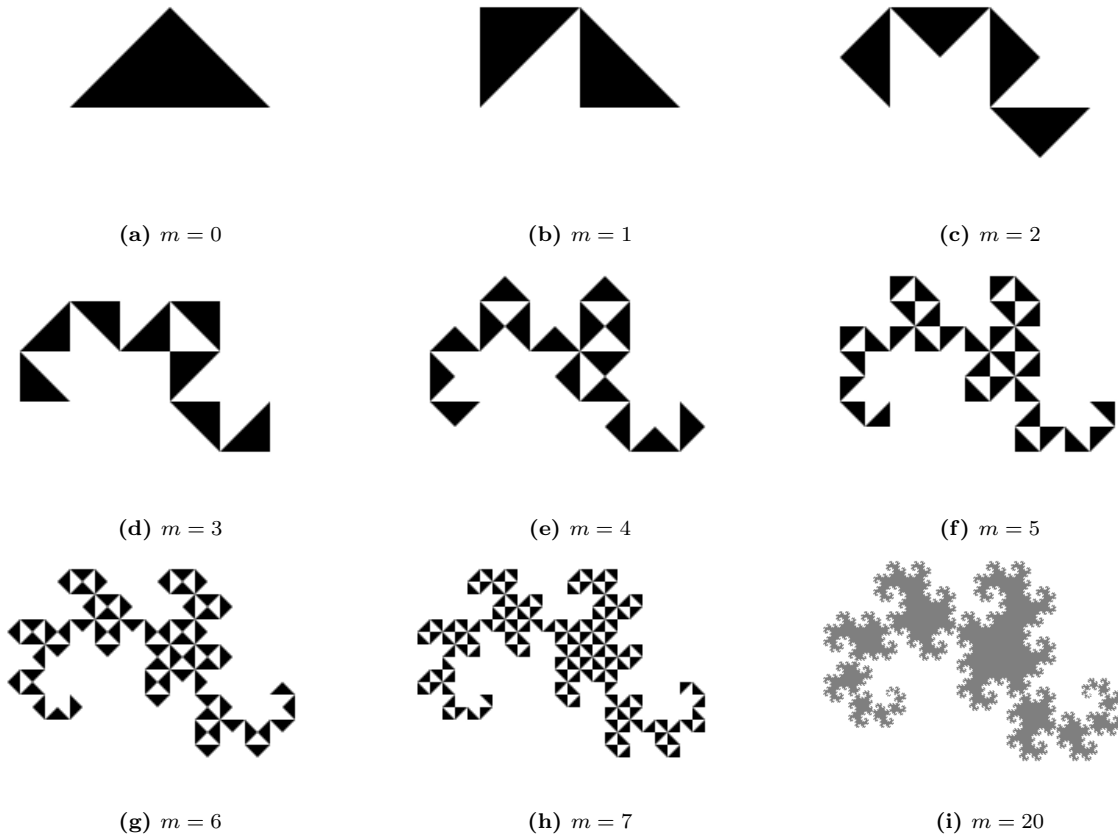 (a) m = 0
(b) m = 1
(c) m = 2
(d) m = 3
(e) m = 4
(f) m = 5
(g) m = 6
(h) m = 7
(i) m = 20